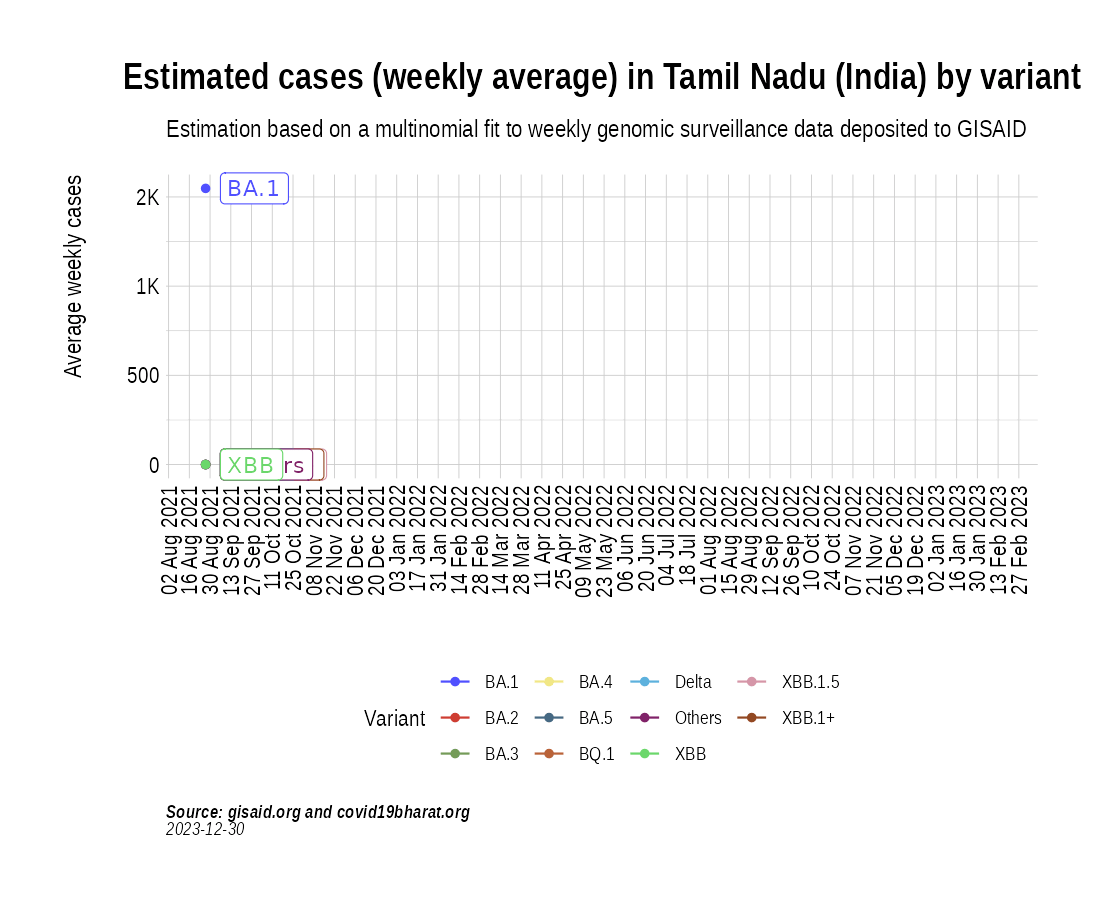 Estimated cases (weekly average) in Tamil Nadu (India) by variant
Estimation based on a multinomial fit to weekly genomic surveillance data deposited to GISAID
Average weekly cases
2K
1K
500
0
BA.1
XBB
rs
02 Aug 2021
16 Aug 2021
30 Aug 2021
13 Sep 2021
27 Sep 2021
11 Oct 2021
25 Oct 2021
08 Nov 2021
22 Nov 2021
06 Dec 2021
20 Dec 2021
03 Jan 2022
17 Jan 2022
31 Jan 2022
14 Feb 2022
28 Feb 2022
14 Mar 2022
28 Mar 2022
11 Apr 2022
25 Apr 2022
09 May 2022
23 May 2022
06 Jun 2022
20 Jun 2022
04 Jul 2022
18 Jul 2022
01 Aug 2022
15 Aug 2022
29 Aug 2022
12 Sep 2022
26 Sep 2022
10 Oct 2022
24 Oct 2022
07 Nov 2022
21 Nov 2022
05 Dec 2022
19 Dec 2022
02 Jan 2023
16 Jan 2023
30 Jan 2023
13 Feb 2023
27 Feb 2023
Variant
BA.1
BA.2
BA.3
BA.4
BA.5
BQ.1
Delta
Others
XBB
XBB.1.5
XBB.1+
Source: gisaid.org and covid19bharat.org
2023-12-30